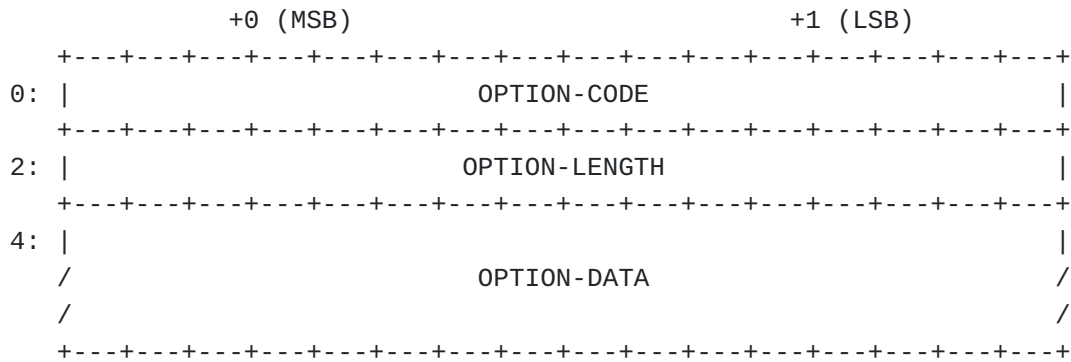 +0 (MSB) +1 (LSB)
+---+---+---+---+---+---+---+---+---+---+---+---+---+---+---+---+
0: | OPTION-CODE |
+---+---+---+---+---+---+---+---+---+---+---+---+---+---+---+---+
2: | OPTION-LENGTH |
+---+---+---+---+---+---+---+---+---+---+---+---+---+---+---+---+
4: | |
/ OPTION-DATA /
/ /
+---+---+---+---+---+---+---+---+---+---+---+---+---+---+---+---+